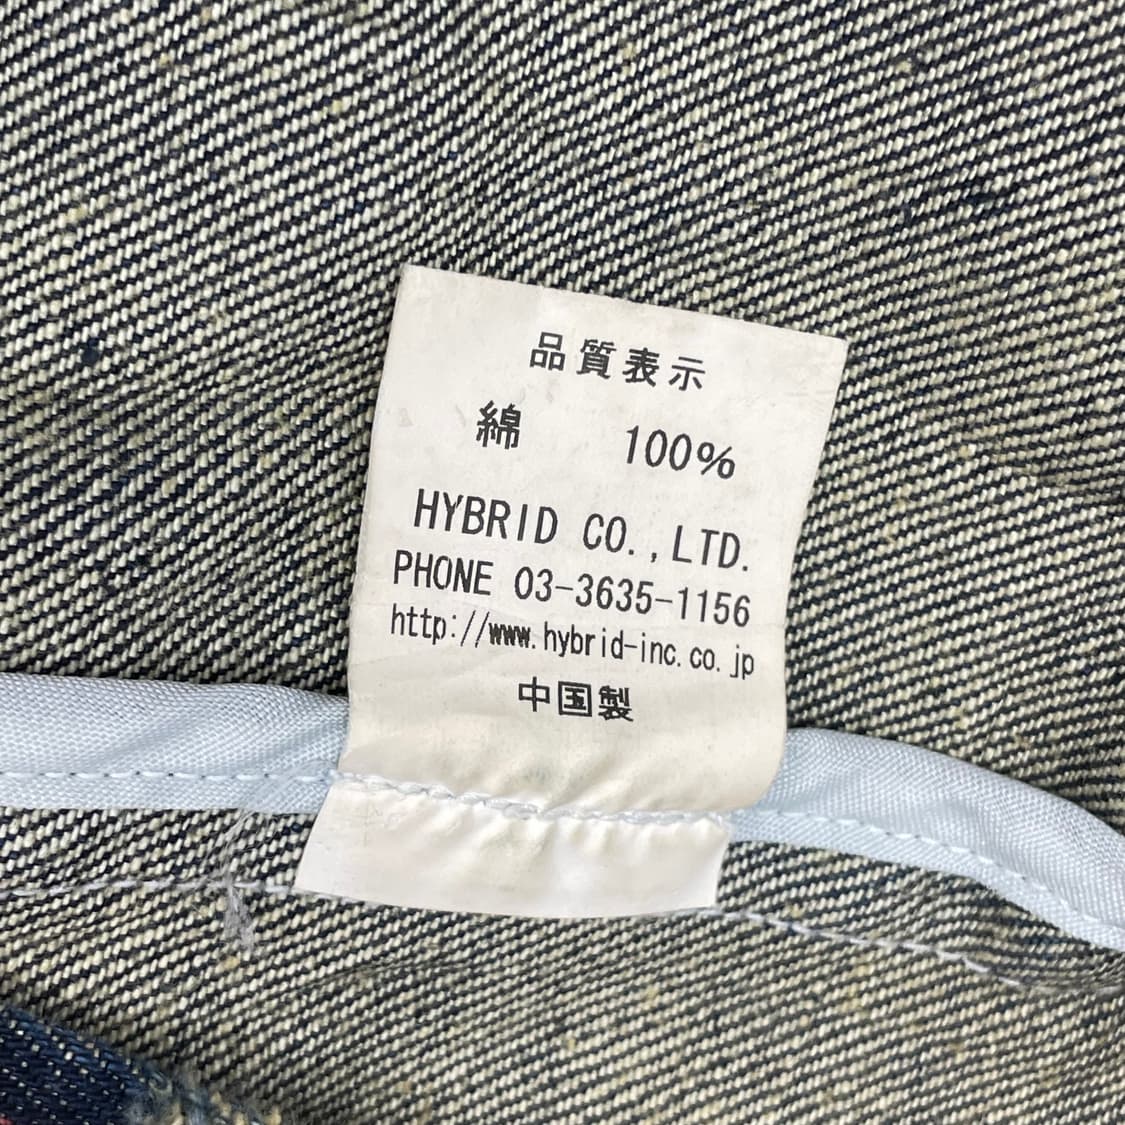 品質表示
綿 100%
HYBRID CO.,LTD.
PHONE 03-3635-1156
http://www.hybrid-inc.co.jp
中国製